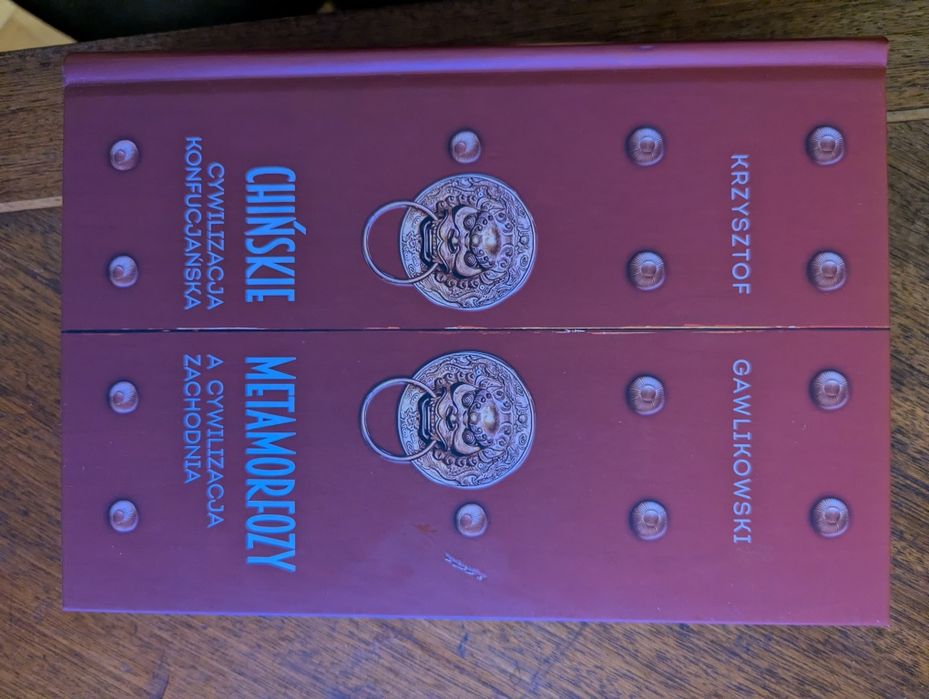 KRZYSZTOF GAWLIKOWSKI
CHIŃSKIE METAMORFOZY
CYWILIZACJA A CYWILIZACJA
KONFUCJAŃSKA ZACHODNIA